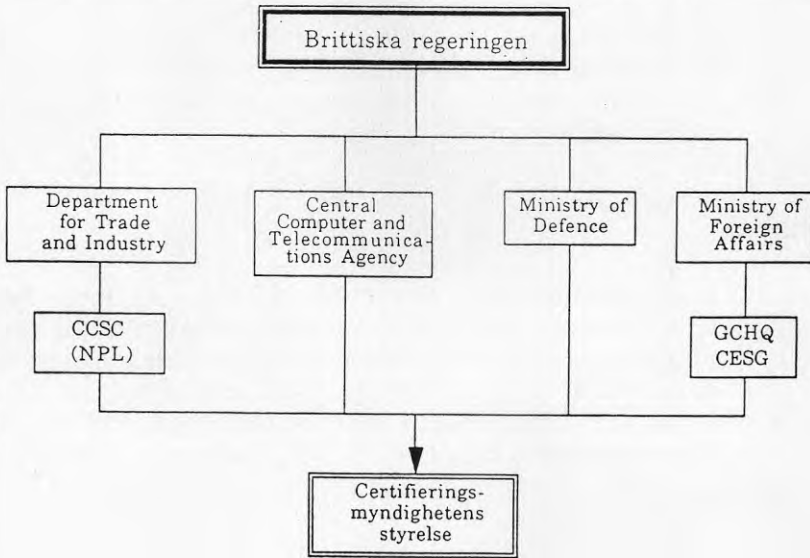 Brittiska regeringen
Department
for Trade
and Industry
Central
Computer and
Telecommunica-
tions Agency
Ministry of
Defence
Ministry of
Foreign
Affairs
CCSC
(NPL)
GCHQ
CESG
Certifierings-
myndighetens
styrelse